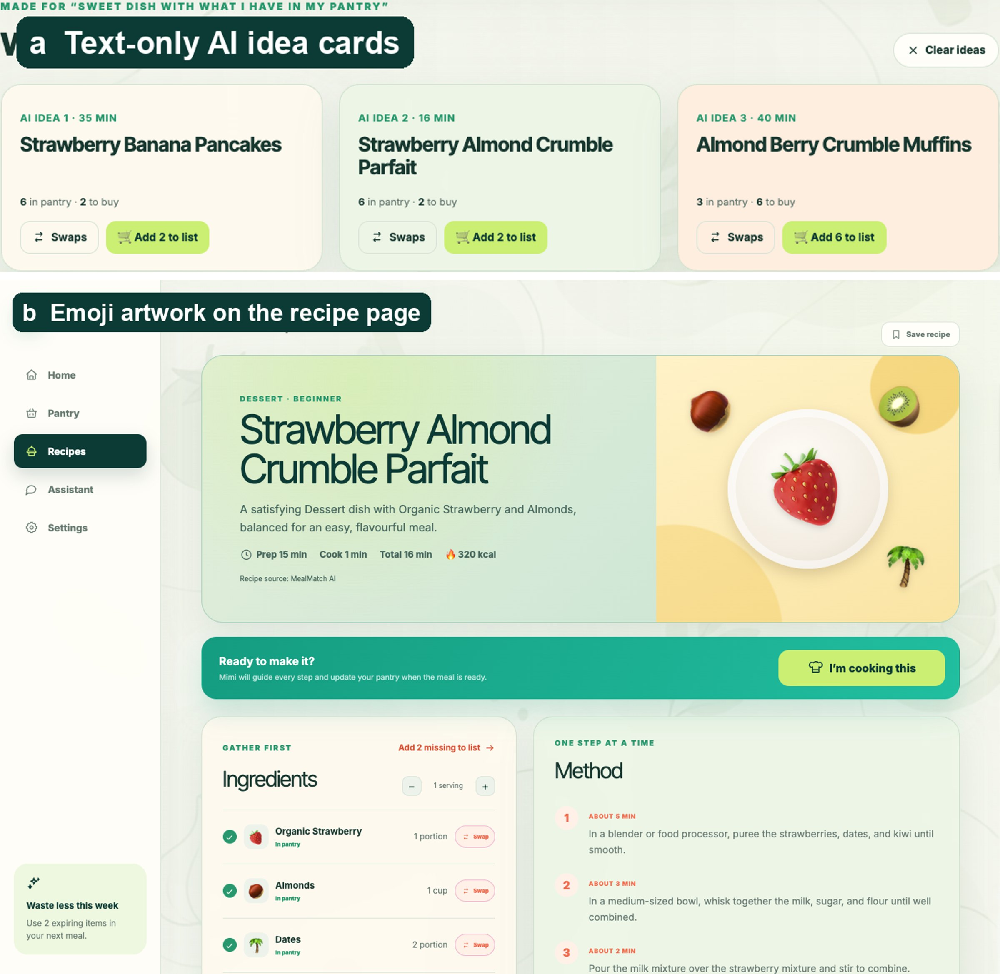 MADE FOR “SWEET DISH WITH WHAT I HAVE IN MY PANTRY”
a Text-only AI idea cards
Clear ideas
AI IDEA 1 · 35 MIN
Strawberry Banana Pancakes
6 in pantry · 2 to buy
Swaps
Add 2 to list
AI IDEA 2 · 16 MIN
Strawberry Almond Crumble
Parfait
6 in pantry · 2 to buy
Swaps
Add 2 to list
AI IDEA 3 · 40 MIN
Almond Berry Crumble Muffins
3 in pantry · 6 to buy
Swaps
Add 6 to list
b Emoji artwork on the recipe page
Save recipe
Home
Pantry
Recipes
Assistant
Settings
Waste less this week
Use 2 expiring items in
your next meal.
DESSERT · BEGINNER
Strawberry Almond
Crumble Parfait
A satisfying Dessert dish with Organic Strawberry and Almonds,
balanced for an easy, flavourful meal.
Prep 15 min Cook 1 min Total 16 min 320 kcal
Recipe source: MealMatch AI
Ready to make it?
Mimi will guide every step and update your pantry when the meal is ready.
I’m cooking this
GATHER FIRST
Add 2 missing to list →
Ingredients
− 1 serving +
Organic Strawberry
In pantry
1 portion
Swap
Almonds
In pantry
1 cup
Swap
Dates
In pantry
2 portion
Swap
ONE STEP AT A TIME
Method
1
ABOUT 5 MIN
In a blender or food processor, puree the strawberries, dates, and kiwi until
smooth.
2
ABOUT 3 MIN
In a medium-sized bowl, whisk together the milk, sugar, and flour until well
combined.
3
ABOUT 2 MIN
Pour the milk mixture over the strawberry mixture and stir to combine.